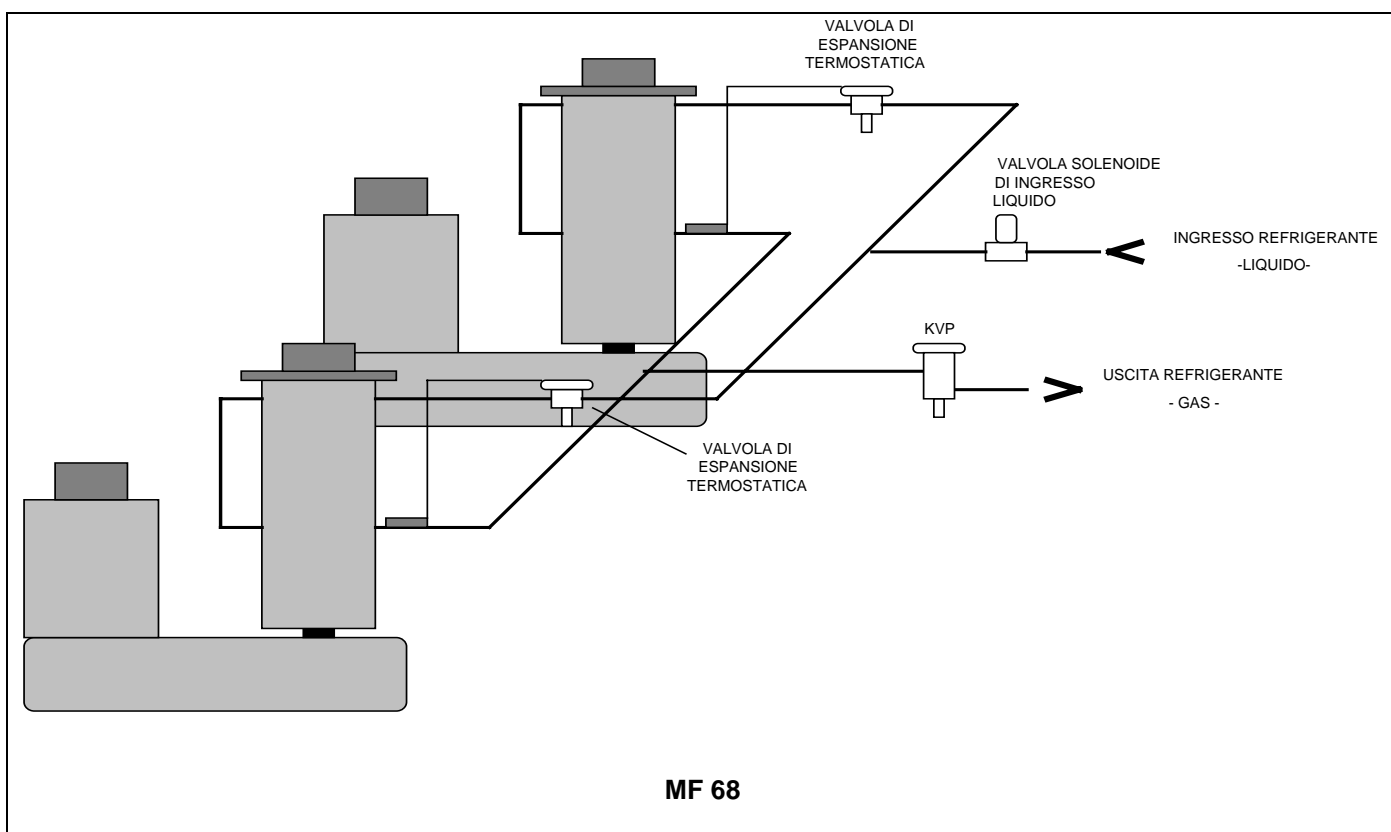 VALVOLA DI
ESPANSIONE
TERMOSTATICA
VALVOLA SOLENOIDE
DI INGRESSO
LIQUIDO
INGRESSO REFRIGERANTE
-LIQUIDO-
KVP
USCITA REFRIGERANTE
- GAS -
VALVOLA DI
ESPANSIONE
TERMOSTATICA
MF 68